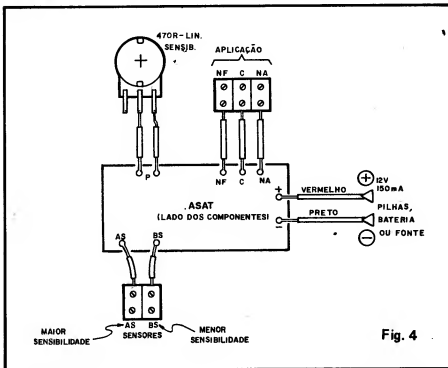 470R-LIN.
SENSIB.
APLICAÇÃO
NF C NA
P
NF C NA
ASAT
(LADO DOS COMPONENTES)
+ VERMELHO + 12V
150mA
PILHAS,
- PRETO BATERIA
- OU FONTE
AS BS
AS BS
SENSORES
MAIOR
SENSIBILIDADE
MENOR
SENSIBILIDADE
Fig. 4